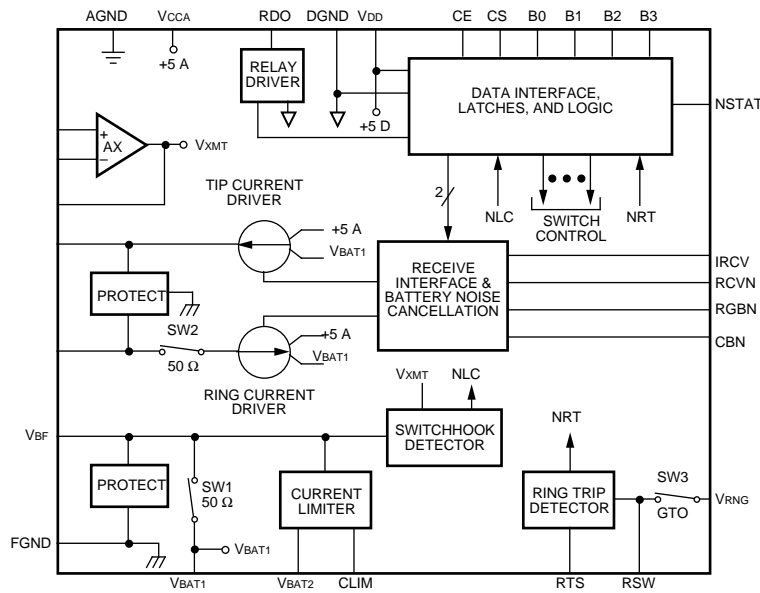 AGND VCCA RDO DGND VDD CE CS B0 B1 B2 B3
+5 A
RELAY
DRIVER
+5 D
DATA INTERFACE,
LATCHES, AND LOGIC
NSTAT
+
AX
–
VXMT
2
NLC
SWITCH
CONTROL
NRT
TIP CURRENT
DRIVER
+5 A
VBAT1
PROTECT
RECEIVE
INTERFACE &
BATTERY NOISE
CANCELLATION
IRCV
RCVN
RGBN
CBN
SW2
50 Ω
+5 A
VBAT1
RING CURRENT
DRIVER
VXMT
NLC
SWITCHHOOK
DETECTOR
VBF
PROTECT
SW1
50 Ω
CURRENT
LIMITER
NRT
RING TRIP
DETECTOR
SW3
GTO
VRNG
FGND
VBAT1
VBAT1 VBAT2 CLIM RTS RSW